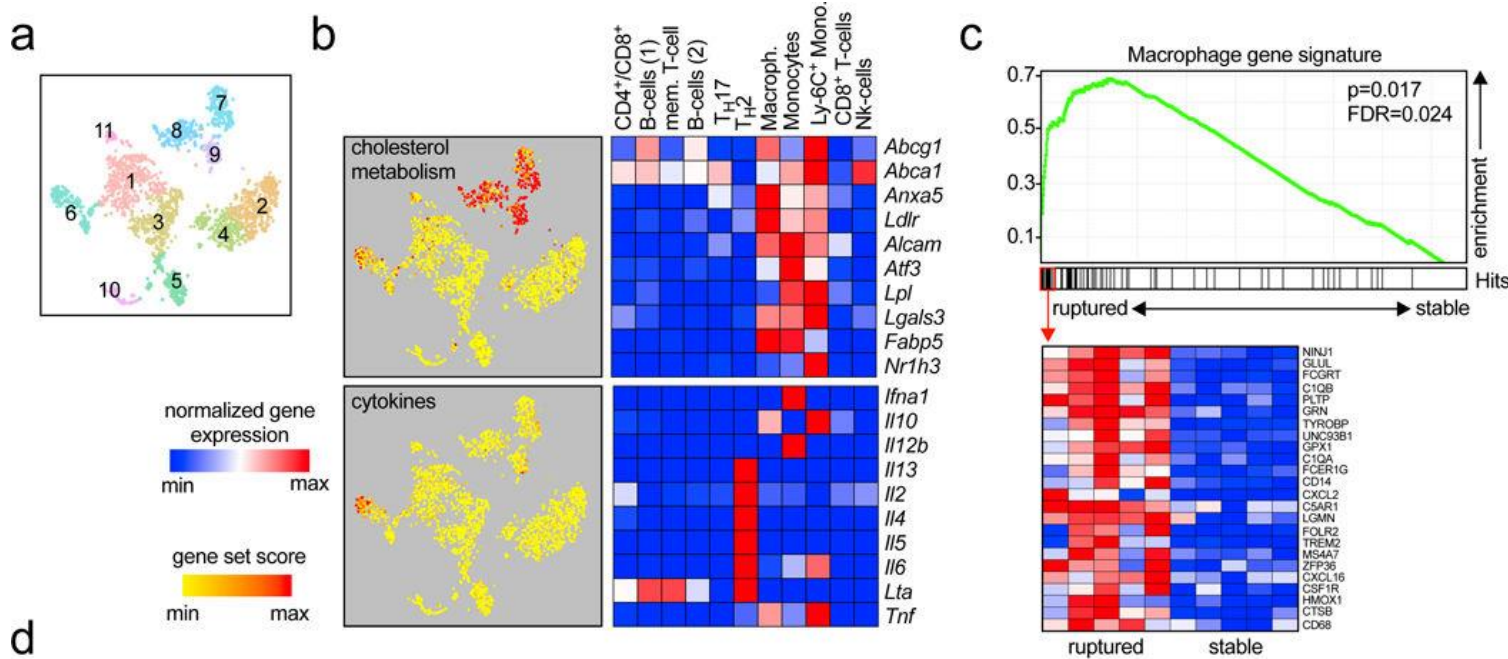 a
11
7
8
9
1
6
3
2
4
5
10
normalized gene
expression
min max
gene set score
min max
b
CD4+/CD8+
B-cells (1)
mem. T-cell
B-cells (2)
TH17
TH2
Macroph.
Monocytes
Ly-6C+ Mono.
CD8+ T-cells
Nk-cells
cholesterol
metabolism
Abcg1
Abca1
Anxa5
Ldlr
Alcam
Atf3
Lpl
Lgals3
Fabp5
Nr1h3
cytokines
Ifna1
Il10
Il12b
Il13
Il2
Il4
Il5
Il6
Lta
Tnf
c
Macrophage gene signature
0.7
0.5
0.3
0.1
p=0.017
FDR=0.024
enrichment
Hits
ruptured stable
NINJ1
GLUL
FCGRT
C1QB
PLTP
GRN
TYROBP
UNC93B1
GPX1
C1QA
FCER1G
CD14
CXCL2
C5AR1
LGMN
FOLR2
TREM2
MS4A7
ZFP36
CXCL16
CSF1R
HMOX1
CTSB
CD68
ruptured stable
d